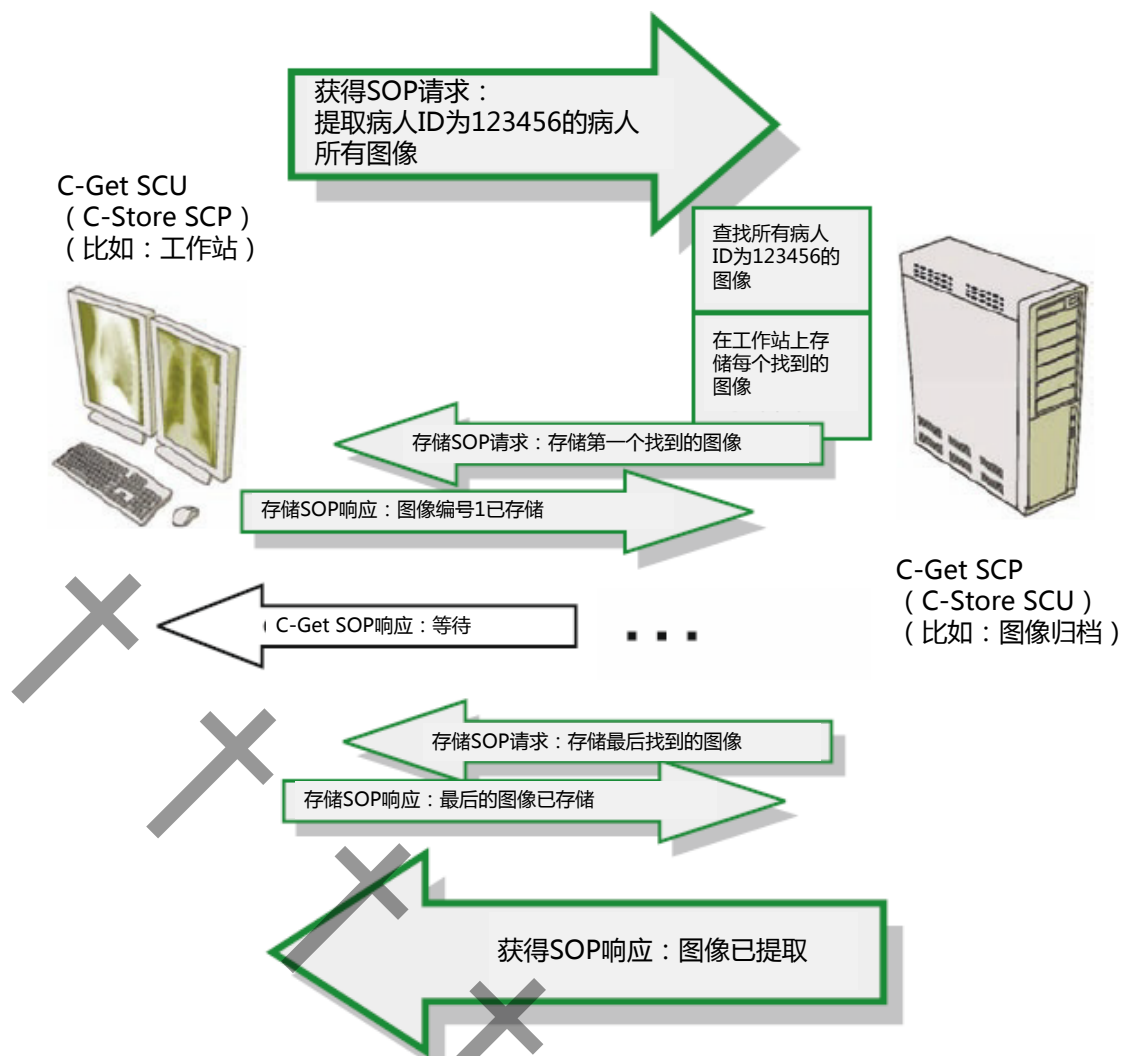 获得SOP请求：
提取病人ID为123456的病人
所有图像
C-Get SCU
（C-Store SCP）
（比如：工作站）
查找所有病人
ID为123456的
图像
在工作站上存
储每个找到的
图像
存储SOP请求：存储第一个找到的图像
存储SOP响应：图像编号1已存储
C-Get SCP
（C-Store SCU）
（比如：图像归档）
C-Get SOP响应：等待
...
存储SOP请求：存储最后找到的图像
存储SOP响应：最后的图像已存储
获得SOP响应：图像已提取